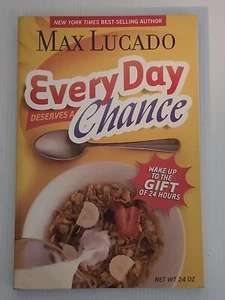 NEW YORK TIMES BEST-SELLING AUTHOR
MAX LUCADO
Every Day
DESERVES A
Chance
WAKE UP
TO THE
GIFT
OF 24 HOURS
NET WT 24 OZ